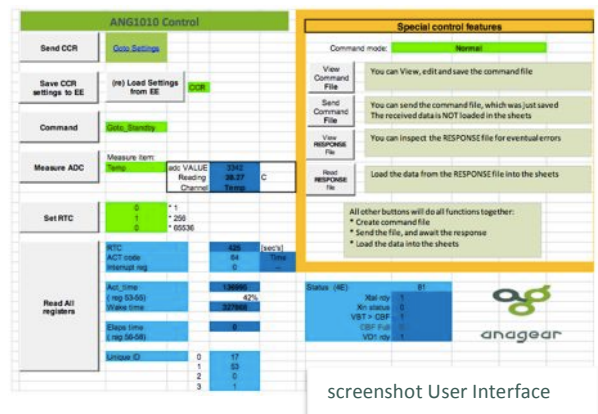 ANG1010 Control
Send CCR
Goto Settings
Save CCR
settings to EE
(re) Load Settings
from EE
CCR
Command
Goto_Standby
Measure ADC
Measure item:
Temp
adc VALUE 3342
Reading 28.27 C
Channel Temp
Set RTC
0 * 1
1 * 256
0 * 65536
Read All
registers
RTC 425 [sec's]
ACT code 64 Time
Interrupt reg 0
Act_time
( reg 53-55) 42%
Wake time
Elaps time 0
( reg 56-58)
Unique ID 0 17
1 53
2 0
3 1
Special control features
Command mode: Normal
View
Command
File
You can View, edit and save the command file
Send
Command
File
You can send the command file, which was just saved
The received data is NOT loaded in the sheets
View
RESPONSE
File
You can inspect the RESPONSE file for eventual errors
Read
RESPONSE
file
Load the data from the RESPONSE file into the sheets
All other buttons will do all functions together:
* Create command file
* Send the file, and await the response
* Load the data into the sheets
Status (4E) 81
Xtal rdy 1
Xn status 0
VBT > CBF 1
CBF Full 0
VO1 rdy 1
anagear
screenshot User Interface